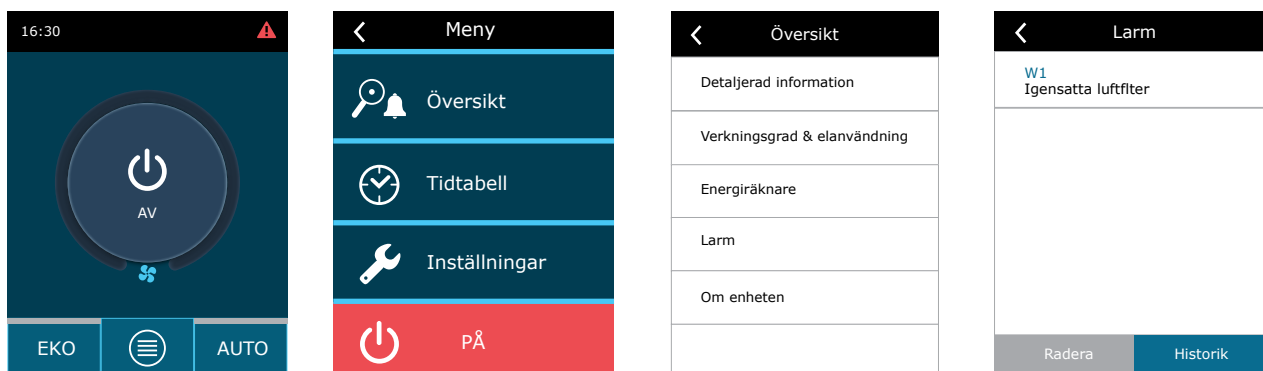 16:30
AV
EKO
AUTO
Meny
Översikt
Tidtabell
Inställningar
PÅ
Översikt
Detaljerad information
Verkningsgrad & elanvändning
Energiräknare
Larm
Om enheten
Larm
W1
Igensatta luftflter
Radera
Historik